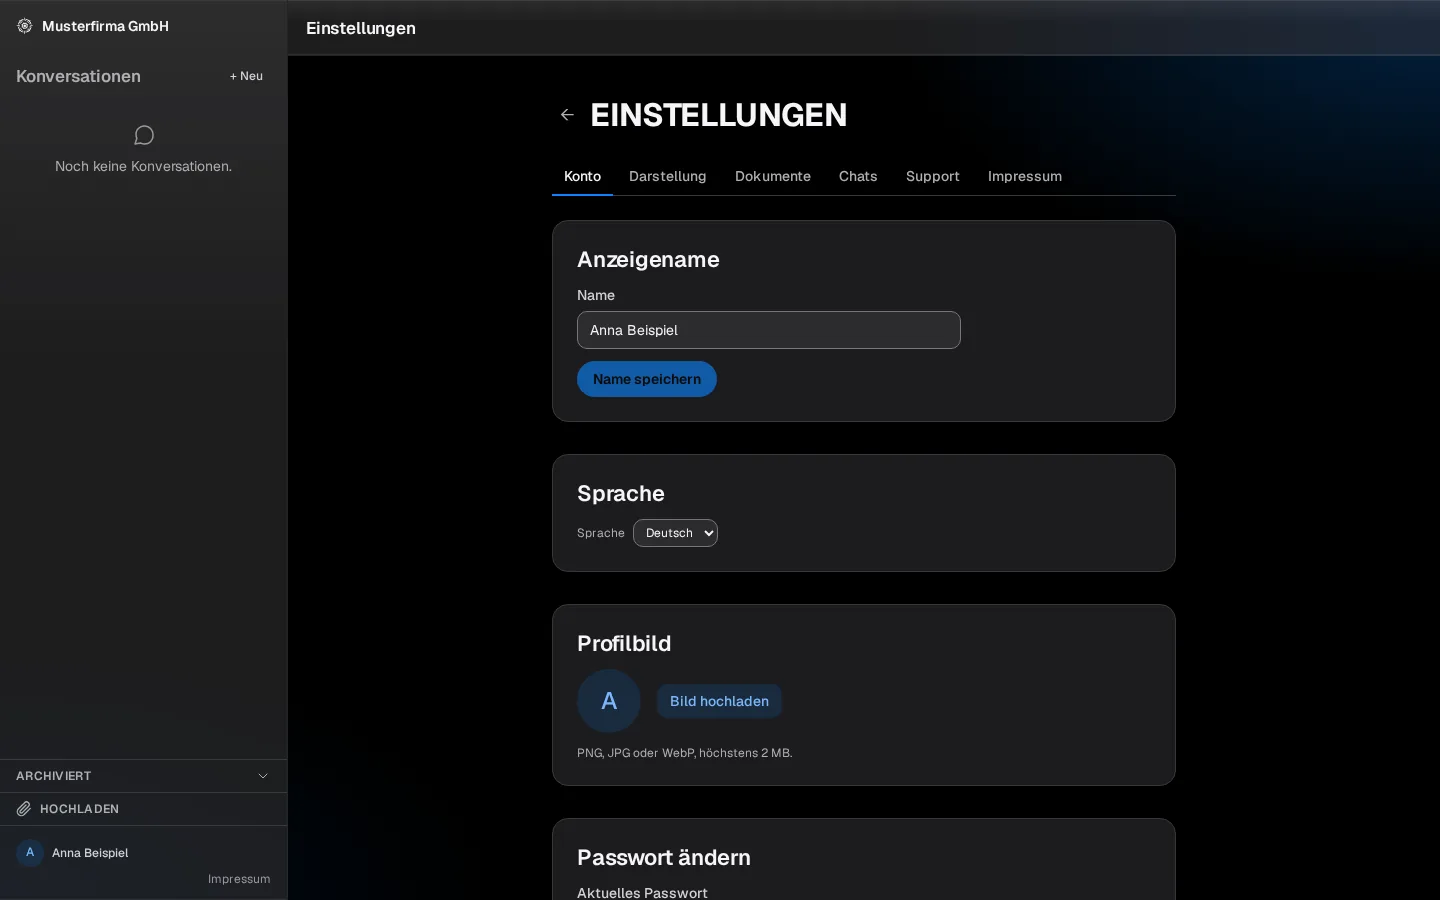 Musterfirma GmbH
Konversationen
+ Neu
Noch keine Konversationen.
ARCHIVIERT
HOCHLADEN
A
Anna Beispiel
Impressum
Einstellungen
← EINSTELLUNGEN
Konto Darstellung Dokumente Chats Support Impressum
Anzeigename
Name
Anna Beispiel
Name speichern
Sprache
Sprache Deutsch
Profilbild
A
Bild hochladen
PNG, JPG oder WebP, höchstens 2 MB.
Passwort ändern
Aktuelles Passwort